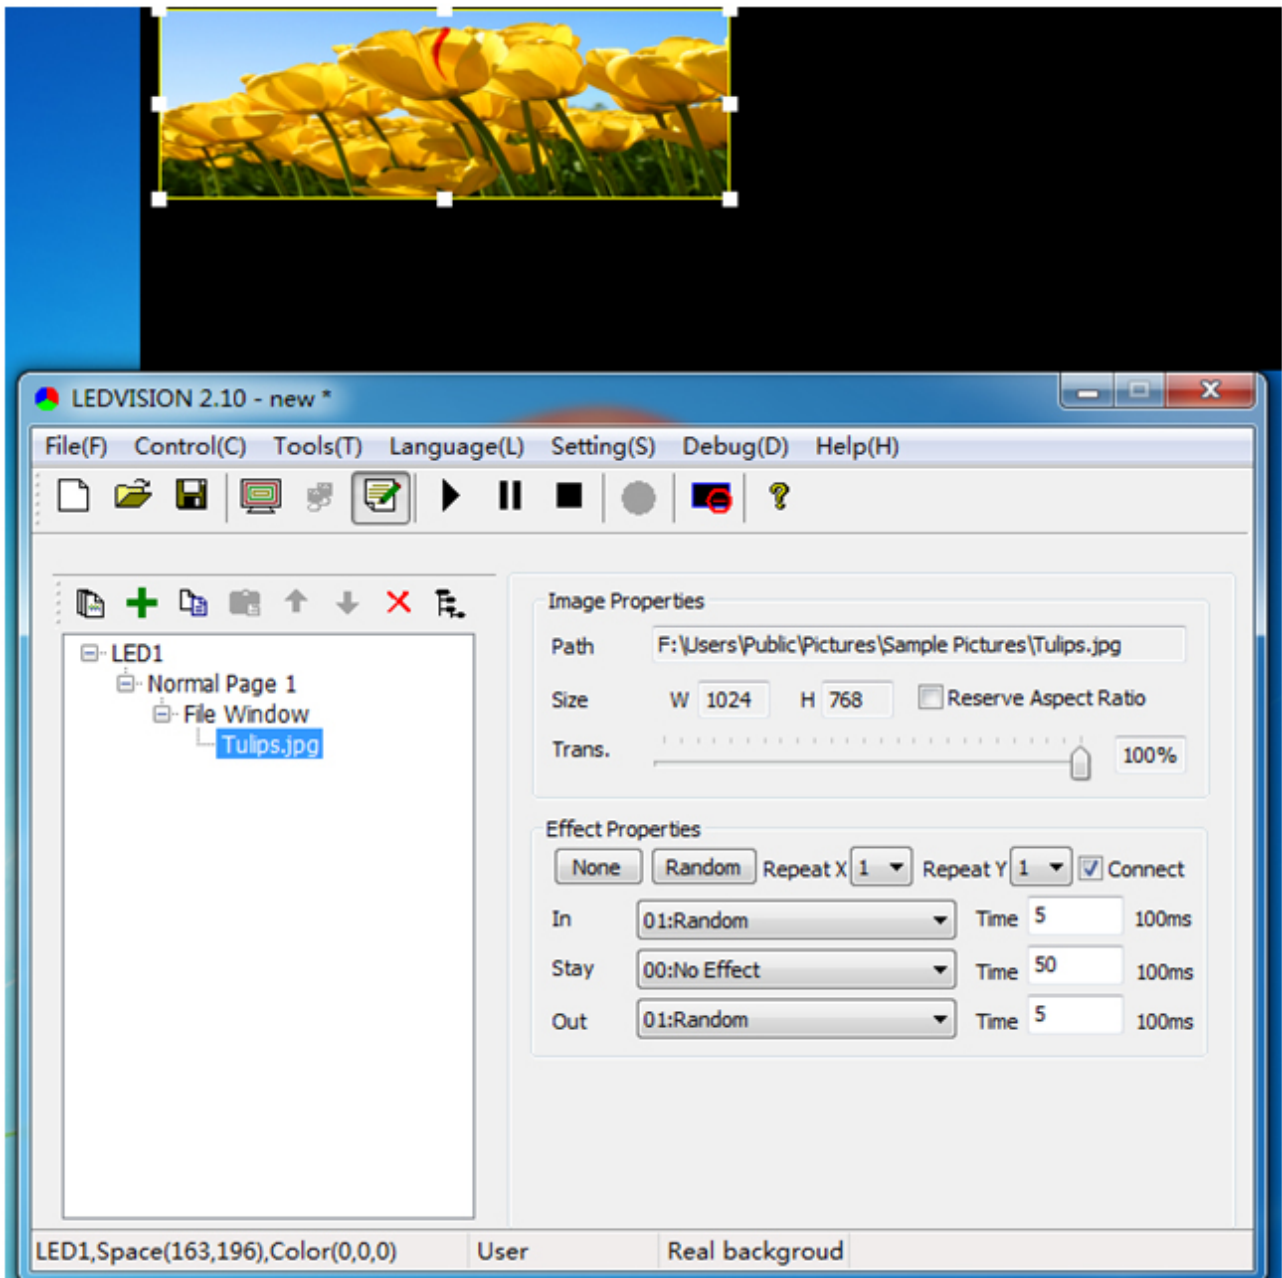 LEDVISION 2.10 - new *
File(F) Control(C) Tools(T) Language(L) Setting(S) Debug(D) Help(H)
LED1
Normal Page 1
File Window
Tulips.jpg
Image Properties
Path F:\Users\Public\Pictures\Sample Pictures\Tulips.jpg
Size W 1024 H 768 Reserve Aspect Ratio
Trans. 100%
Effect Properties
None Random Repeat X 1 Repeat Y 1 Connect
In 01:Random Time 5 100ms
Stay 00:No Effect Time 50 100ms
Out 01:Random Time 5 100ms
LED1,Space(163,196),Color(0,0,0) User Real backgroud